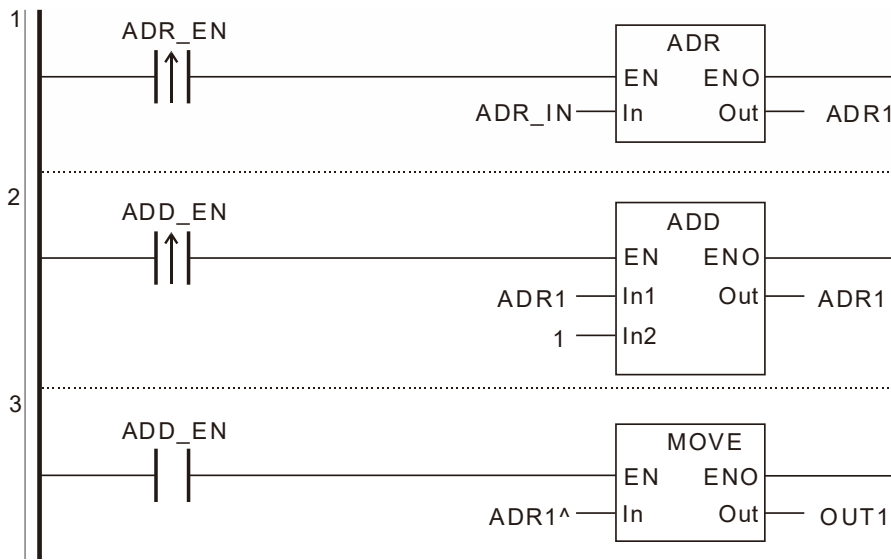 1
ADR_EN
ADR
EN ENO
ADR_IN In Out ADR1
2
ADD_EN
ADD
EN ENO
ADR1 In1 Out ADR1
1 In2
3
ADD_EN
MOVE
EN ENO
ADR1^ In Out OUT1